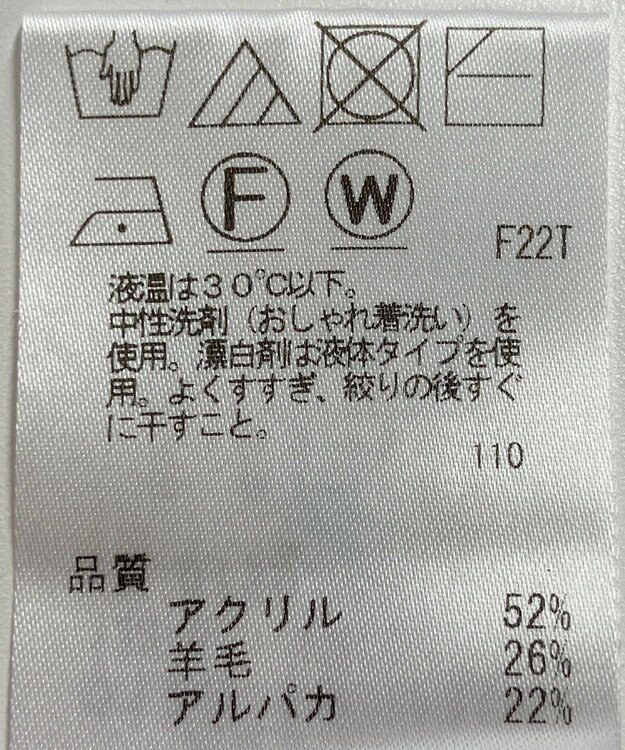 F W
F22T
液温は30℃以下。
中性洗剤(おしゃれ着洗い)を
使用。漂白剤は液体タイプを使
用。よくすすぎ、絞りの後すぐ
に干すこと。
110
品質
アクリル 52%
羊毛 26%
アルパカ 22%